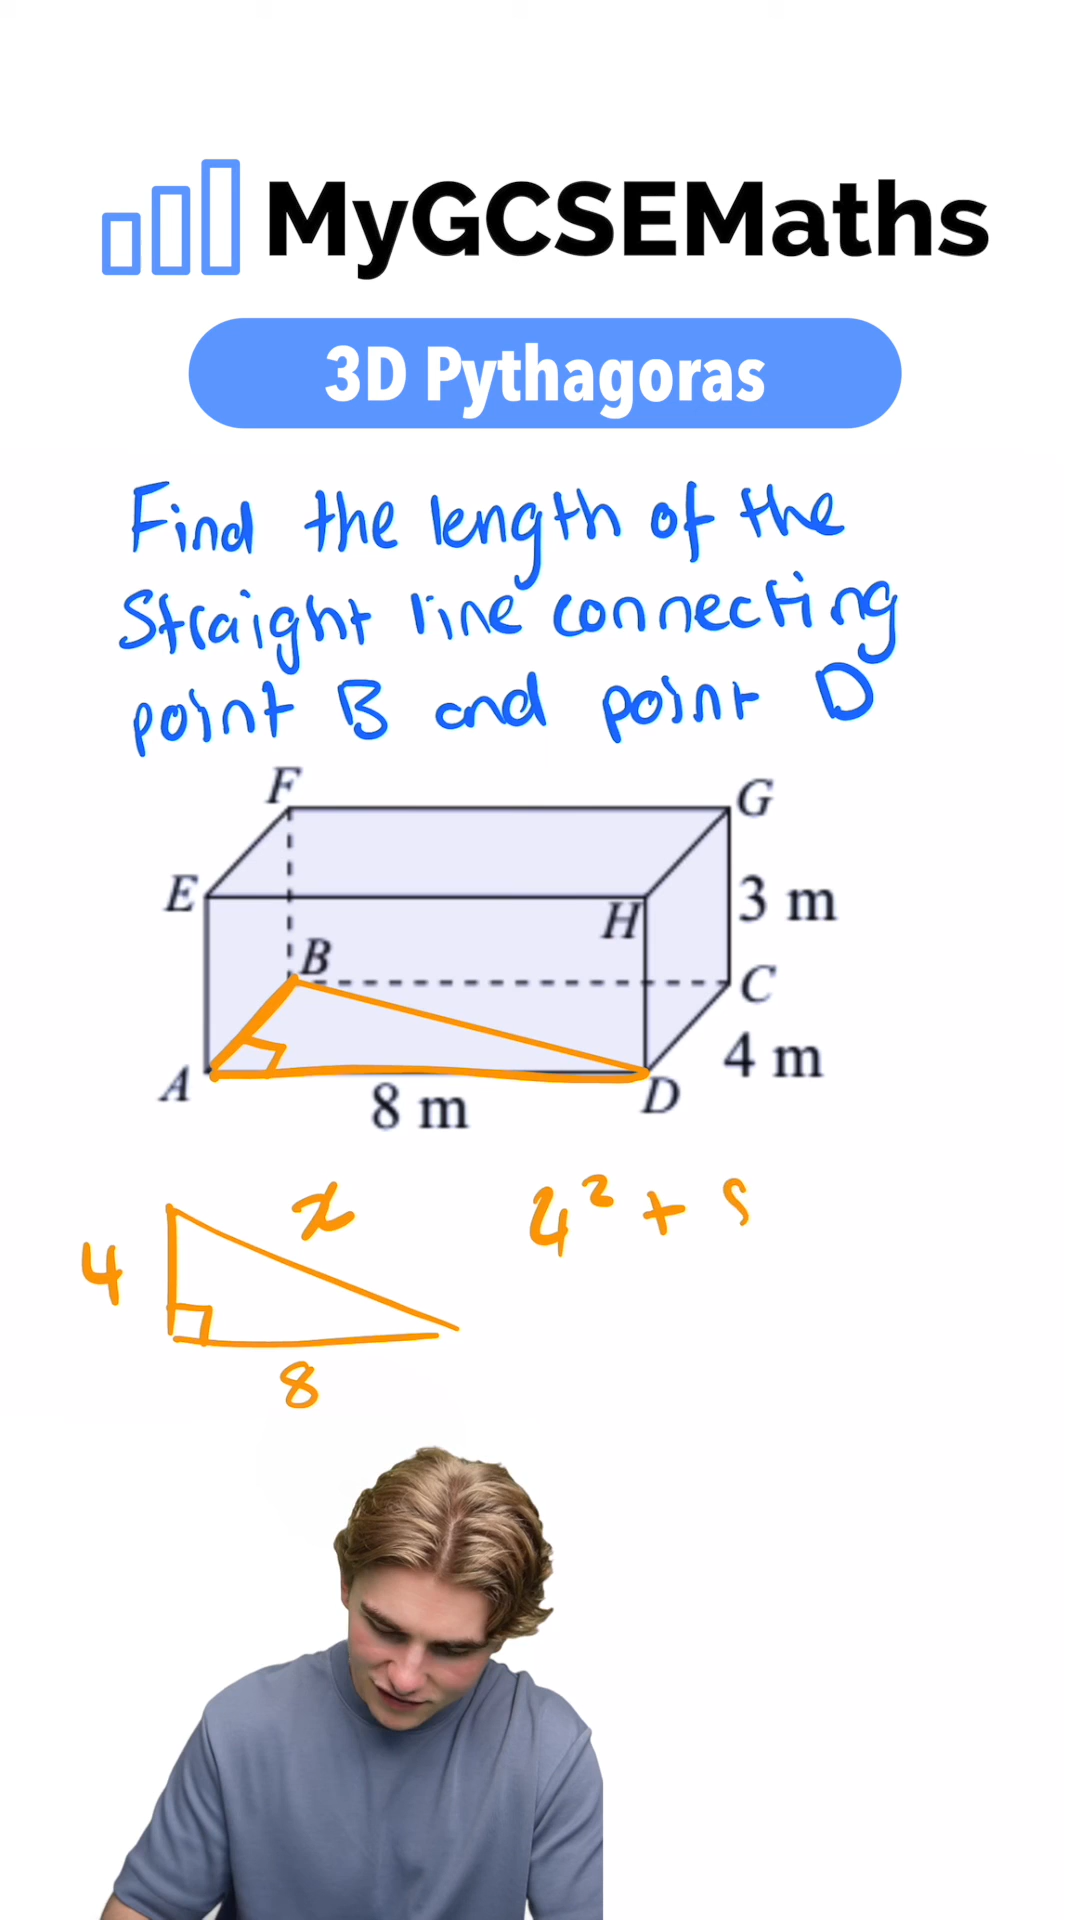 MyGCSEMaths
3D Pythagoras
Find the length of the
Straight line connecting
point B and point D
F
G
E
H
3 m
B
C
A
4 m
8 m
D
x
4² +
4
8